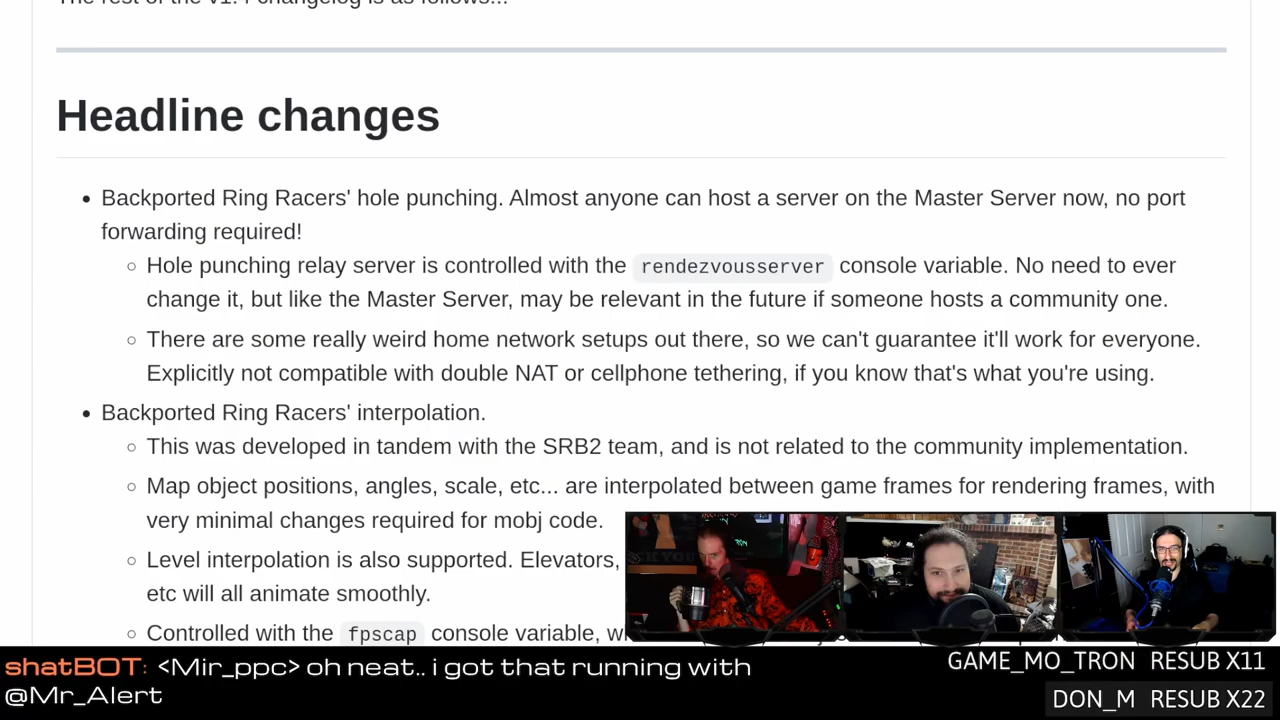 The rest of the v1.4 changelog is as follows...
Headline changes
• Backported Ring Racers' hole punching. Almost anyone can host a server on the Master Server now, no port
forwarding required!
○ Hole punching relay server is controlled with the rendezvousserver console variable. No need to ever
change it, but like the Master Server, may be relevant in the future if someone hosts a community one.
○ There are some really weird home network setups out there, so we can't guarantee it'll work for everyone.
Explicitly not compatible with double NAT or cellphone tethering, if you know that's what you're using.
• Backported Ring Racers' interpolation.
○ This was developed in tandem with the SRB2 team, and is not related to the community implementation.
○ Map object positions, angles, scale, etc... are interpolated between game frames for rendering frames, with
very minimal changes required for mobj code.
○ Level interpolation is also supported. Elevators,
etc will all animate smoothly.
○ Controlled with the fpscap console variable,
shatBOT: <Mir_ppc> oh neat.. i got that running with
@Mr_Alert
GAME_MO_TRON RESUB X11
DON_M RESUB X22